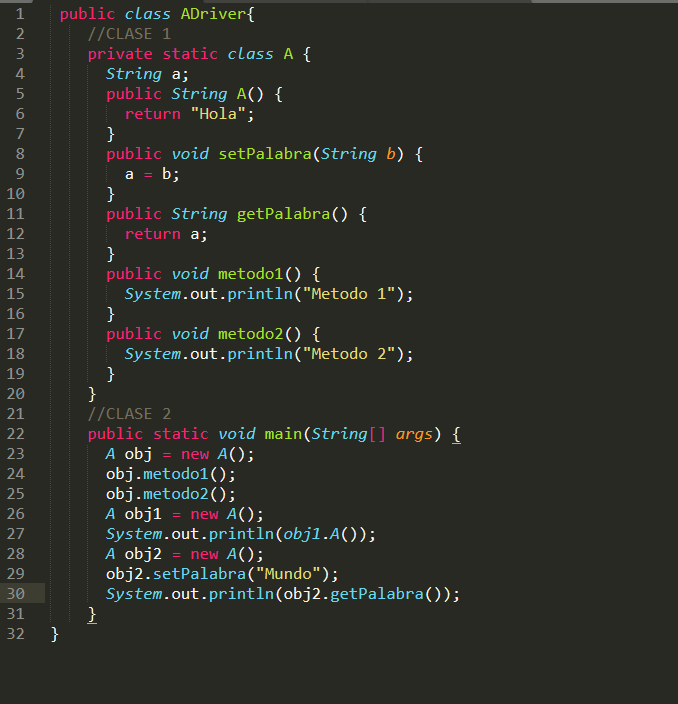 1 public class ADriver{
2 //CLASE 1
3 private static class A {
4 String a;
5 public String A() {
6 return "Hola";
7 }
8 public void setPalabra(String b) {
9 a = b;
10 }
11 public String getPalabra() {
12 return a;
13 }
14 public void metodo1() {
15 System.out.println("Metodo 1");
16 }
17 public void metodo2() {
18 System.out.println("Metodo 2");
19 }
20 }
21 //CLASE 2
22 public static void main(String[] args) {
23 A obj = new A();
24 obj.metodo1();
25 obj.metodo2();
26 A obj1 = new A();
27 System.out.println(obj1.A());
28 A obj2 = new A();
29 obj2.setPalabra("Mundo");
30 System.out.println(obj2.getPalabra());
31 }
32 }